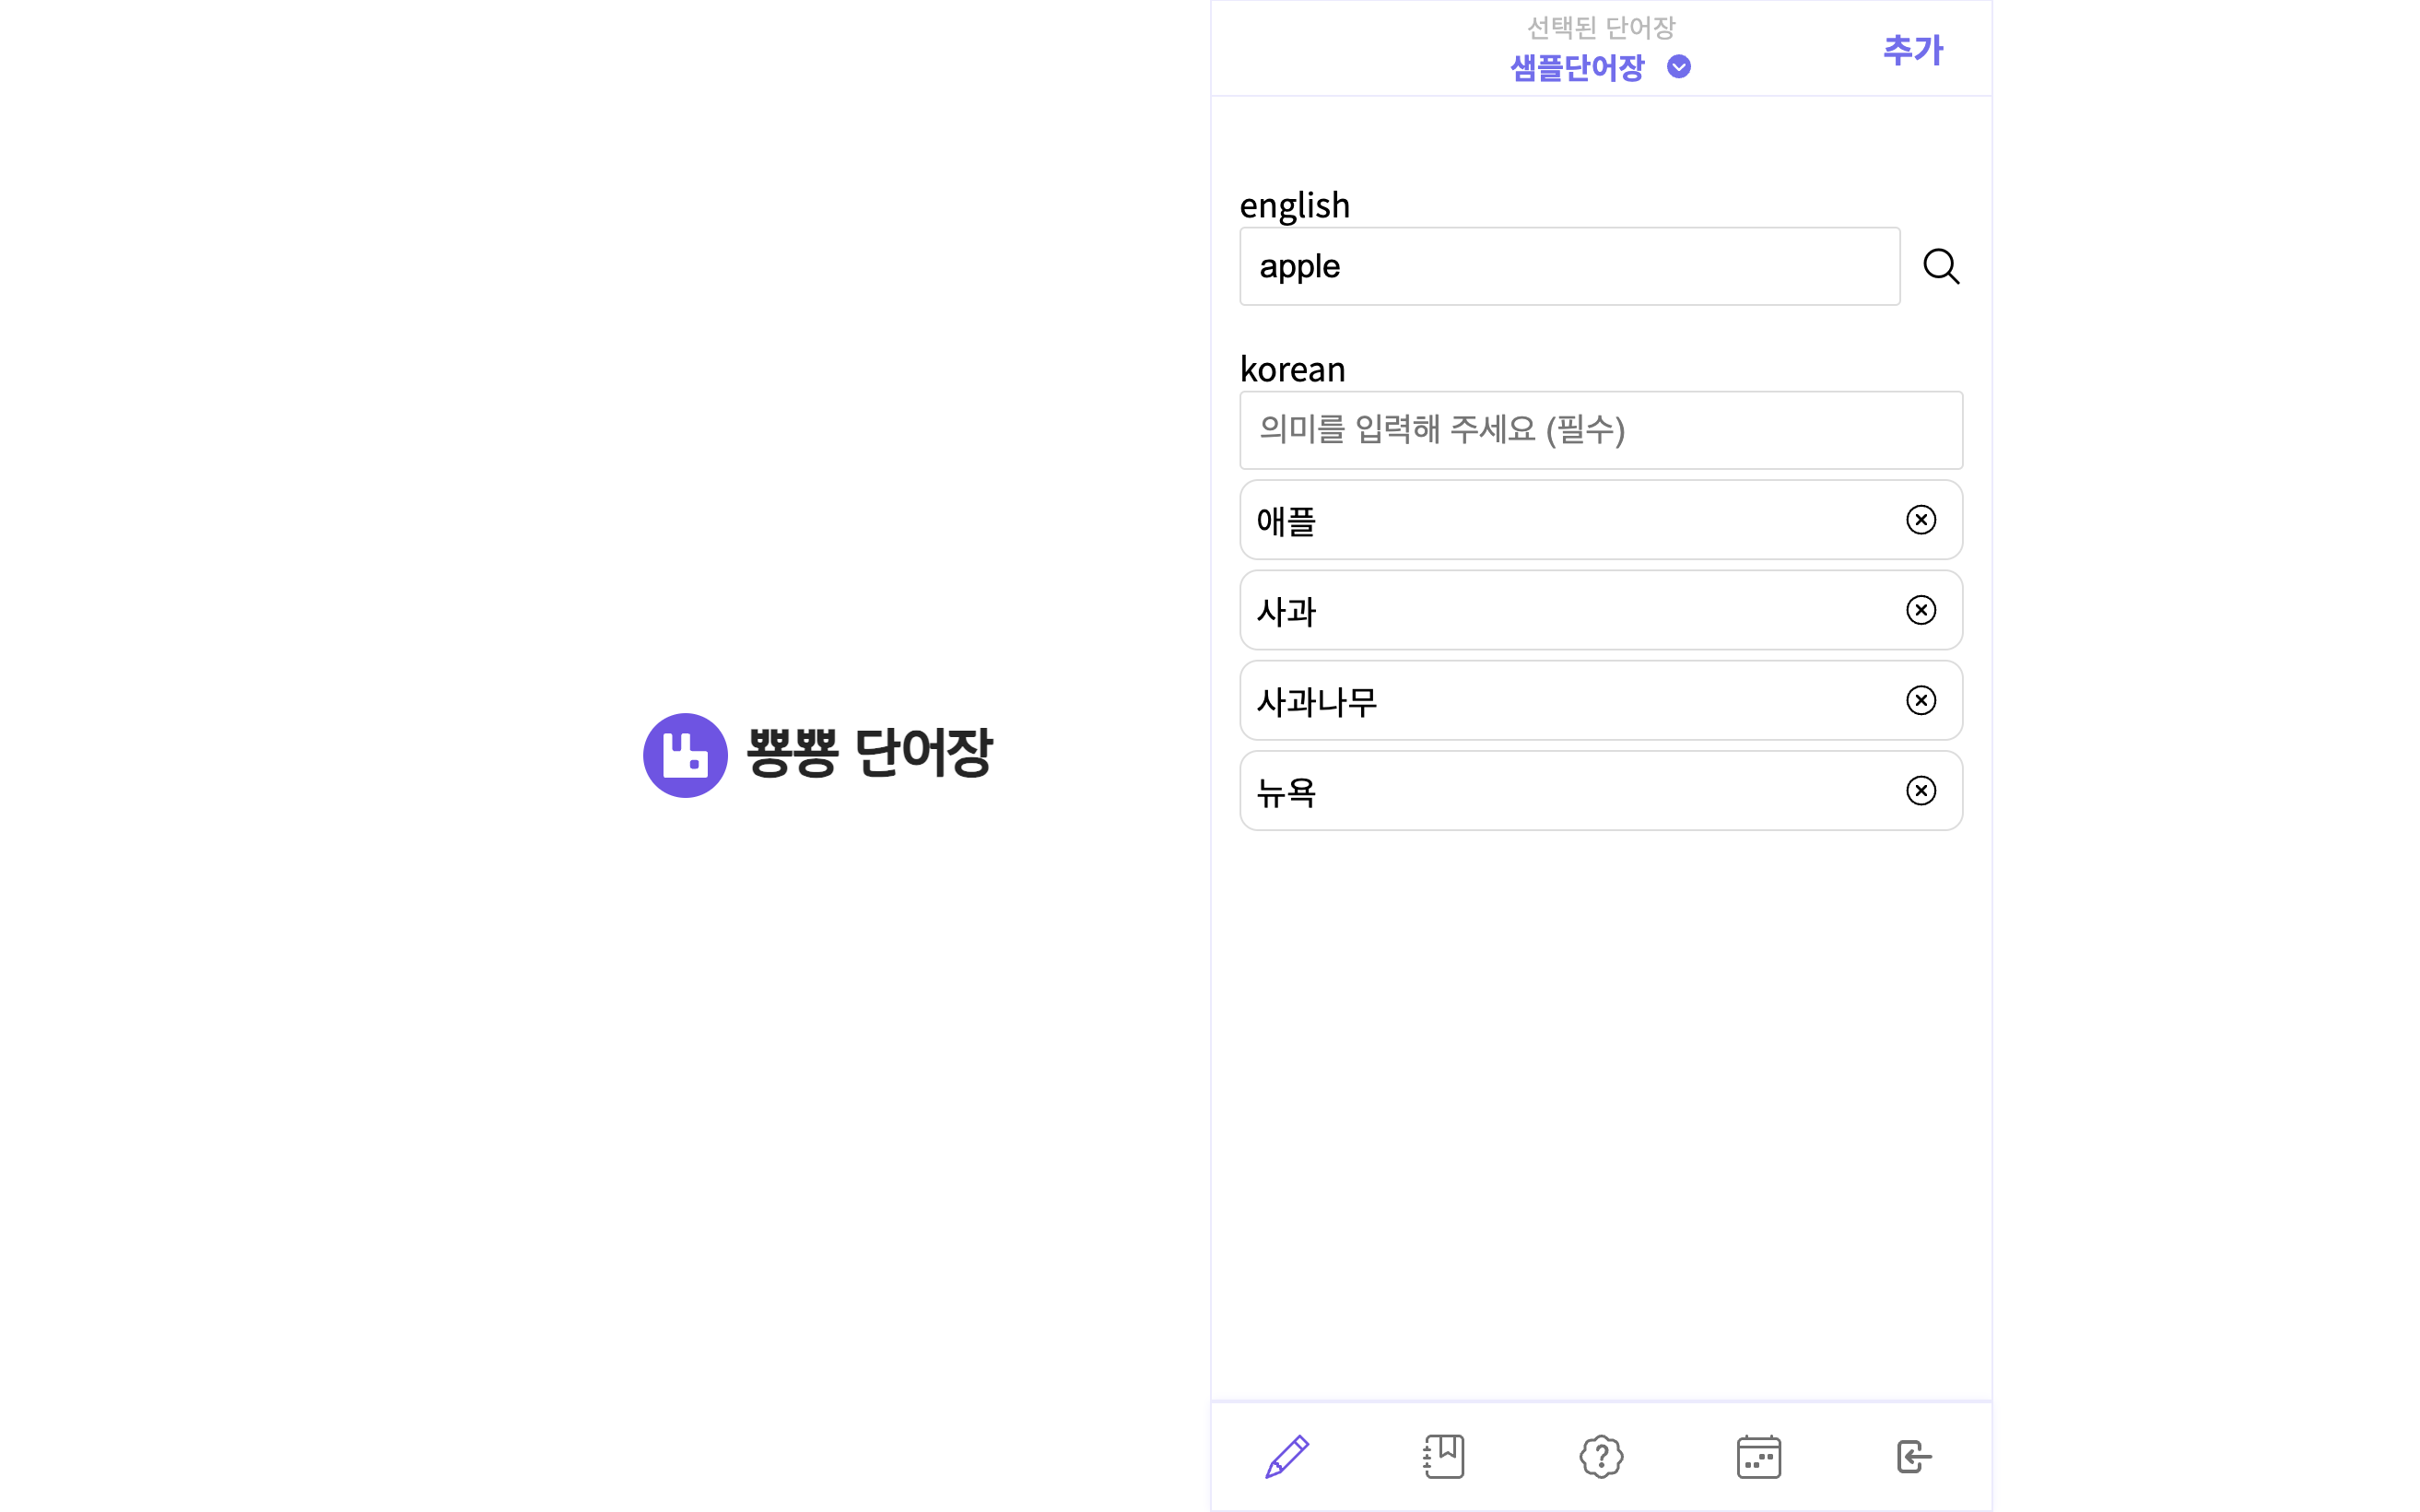 뿅뿅 단어장
선택된 단어장
샘플단어장
추가
english
apple
korean
의미를 입력해 주세요 (필수)
애플
사과
사과나무
뉴욕